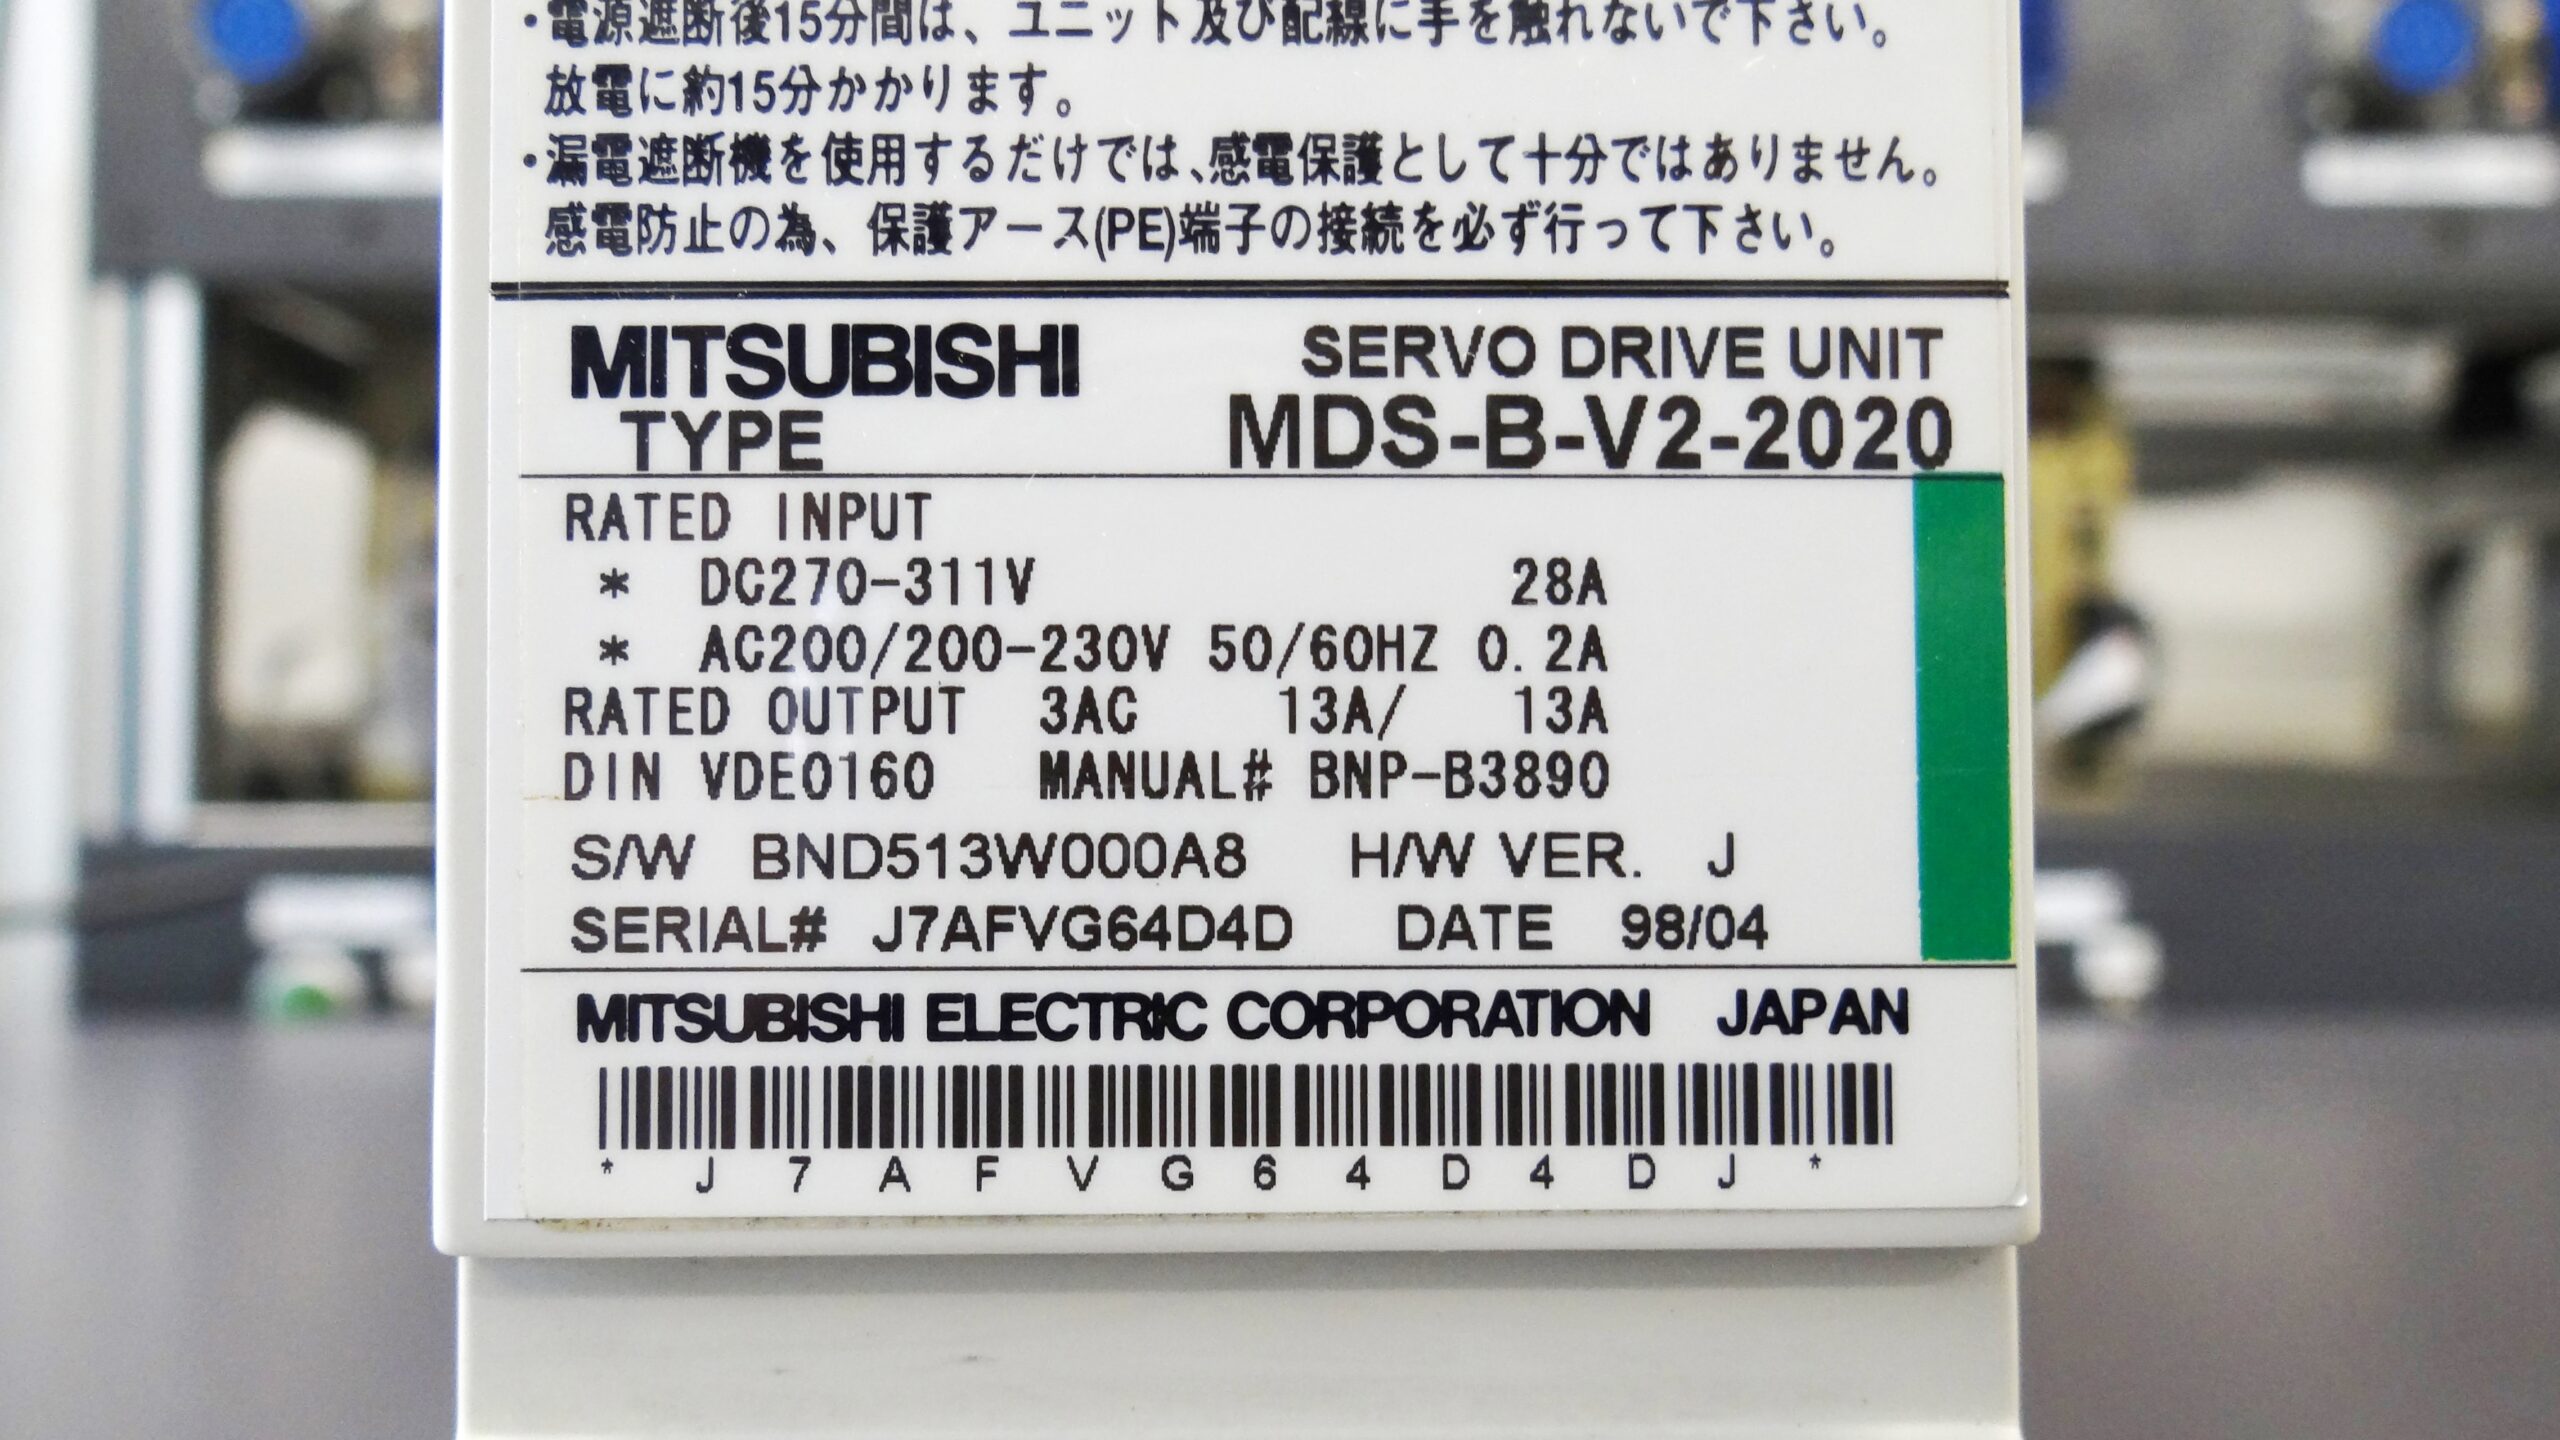 ・電源遮断後15分間は、ユニット及び配線に手を触れないで下さい。
放電に約15分かかります。
・漏電遮断機を使用するだけでは、感電保護として十分ではありません。
感電防止の為、保護アース(PE)端子の接続を必ず行って下さい。
MITSUBISHI SERVO DRIVE UNIT
TYPE MDS-B-V2-2020
RATED INPUT
* DC270-311V 28A
* AC200/200-230V 50/60HZ 0.2A
RATED OUTPUT 3AC 13A/ 13A
DIN VDE0160 MANUAL# BNP-B3890
S/W BND513W000A8 H/W VER. J
SERIAL# J7AFVG64D4D DATE 98/04
MITSUBISHI ELECTRIC CORPORATION JAPAN
* J 7 A F V G 6 4 D 4 D J *